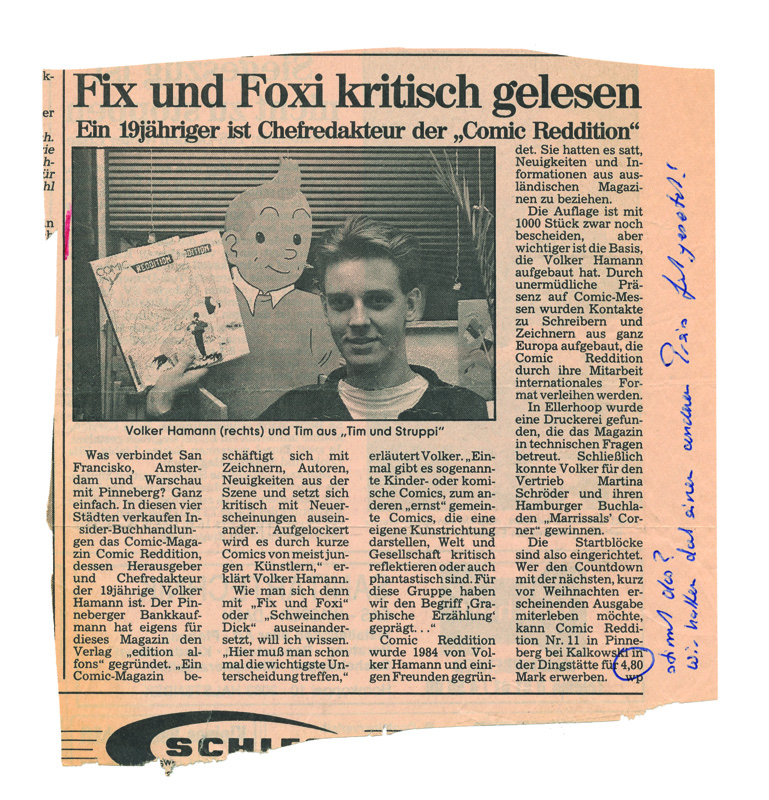 k-
er
h.
ie
h-
ür
hl
n
Fix und Foxi kritisch gelesen
Ein 19jähriger ist Chefredakteur der „Comic Reddition“
COMIC
REDDITION
Volker Hamann (rechts) und Tim aus „Tim und Struppi“
Was verbindet San
Francisko, Amster-
dam und Warschau
mit Pinneberg? Ganz
einfach. In diesen vier
Städten verkaufen In-
sider-Buchhandlun-
gen das Comic-Maga-
zin Comic Reddition,
dessen Herausgeber
und Chefredakteur
der 19jährige Volker
Hamann ist. Der Pin-
neberger Bankkauf-
mann hat eigens für
dieses Magazin den
Verlag „edition al-
fons“ gegründet. „Ein
Comic-Magazin be-
schäftigt sich mit
Zeichnern, Autoren,
Neuigkeiten aus der
Szene und setzt sich
kritisch mit Neuer-
scheinungen ausein-
ander. Aufgelockert
wird es durch kurze
Comics von meist jun-
gen Künstlern,“ er-
klärt Volker Hamann.
Wie man sich denn
mit „Fix und Foxi“
oder „Schweinchen
Dick“ auseinander-
setzt, will ich wissen.
„Hier muß man schon
mal die wichtigste Un-
terscheidung treffen,“
erläutert Volker. „Ein-
mal gibt es sogenann-
te Kinder- oder komi-
sche Comics, zum an-
deren „ernst“ gemein-
te Comics, die eine
eigene Kunstrichtung
darstellen, Welt und
Gesellschaft kritisch
reflektieren oder auch
phantastisch sind. Für
diese Gruppe haben
wir den Begriff ‚Gra-
phische Erzählung‘
geprägt. . .“
Comic Reddition
wurde 1984 von Vol-
ker Hamann und eini-
gen Freunden gegrün-
det. Sie hatten es satt,
Neuigkeiten und In-
formationen aus aus-
ländischen Magazi-
nen zu beziehen.
Die Auflage ist mit
1000 Stück zwar noch
bescheiden, aber
wichtiger ist die Basis,
die Volker Hamann
aufgebaut hat. Durch
unermüdliche Prä-
senz auf Comic-Mes-
sen wurden Kontakte
zu Schreibern und
Zeichnern aus ganz
Europa aufgebaut, die
Comic Reddition
durch ihre Mitarbeit
internationales For-
mat verleihen werden.
In Ellerhoop wurde
eine Druckerei gefun-
den, die das Magazin
in technischen Fragen
betreut. Schließlich
konnte Volker für den
Vertrieb Martina
Schröder und ihren
Hamburger Buchla-
den „Marrissals' Cor-
ner“ gewinnen.
Die Startblöcke
sind also eingerichtet.
Wer den Countdown
mit der nächsten, kurz
vor Weihnachten er-
scheinenden Ausgabe
miterleben möchte,
kann Comic Reddi-
tion Nr. 11 in Pinne-
berg bei Kalkowski in
der Dingstätte für 4,80
Mark erwerben. wp
stimmt das?
wir hatten doch einen anderen Preis festgesetzt!